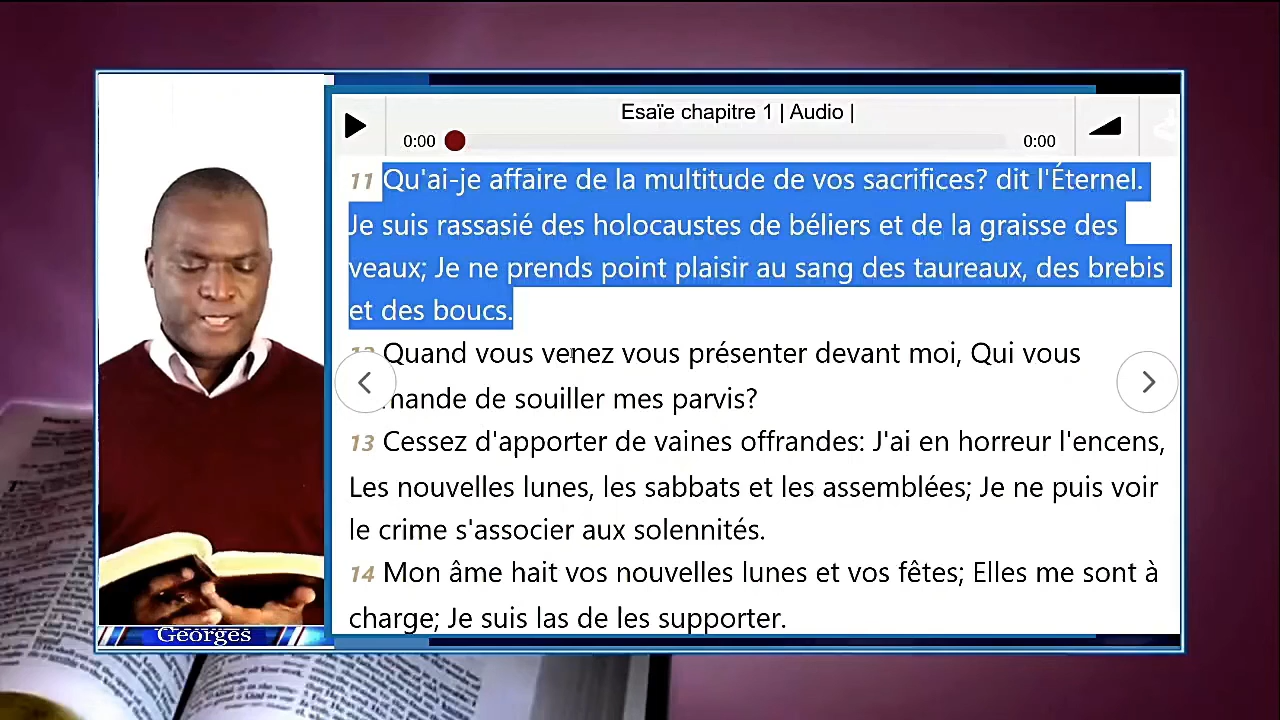 Esaïe chapitre 1 | Audio |
0:00
0:00
11 Qu'ai-je affaire de la multitude de vos sacrifices? dit l'Éternel.
Je suis rassasié des holocaustes de béliers et de la graisse des
veaux; Je ne prends point plaisir au sang des taureaux, des brebis
et des boucs.
12 Quand vous venez vous présenter devant moi, Qui vous
mande de souiller mes parvis?
13 Cessez d'apporter de vaines offrandes: J'ai en horreur l'encens,
Les nouvelles lunes, les sabbats et les assemblées; Je ne puis voir
le crime s'associer aux solennités.
14 Mon âme hait vos nouvelles lunes et vos fêtes; Elles me sont à
charge; Je suis las de les supporter.
Georges